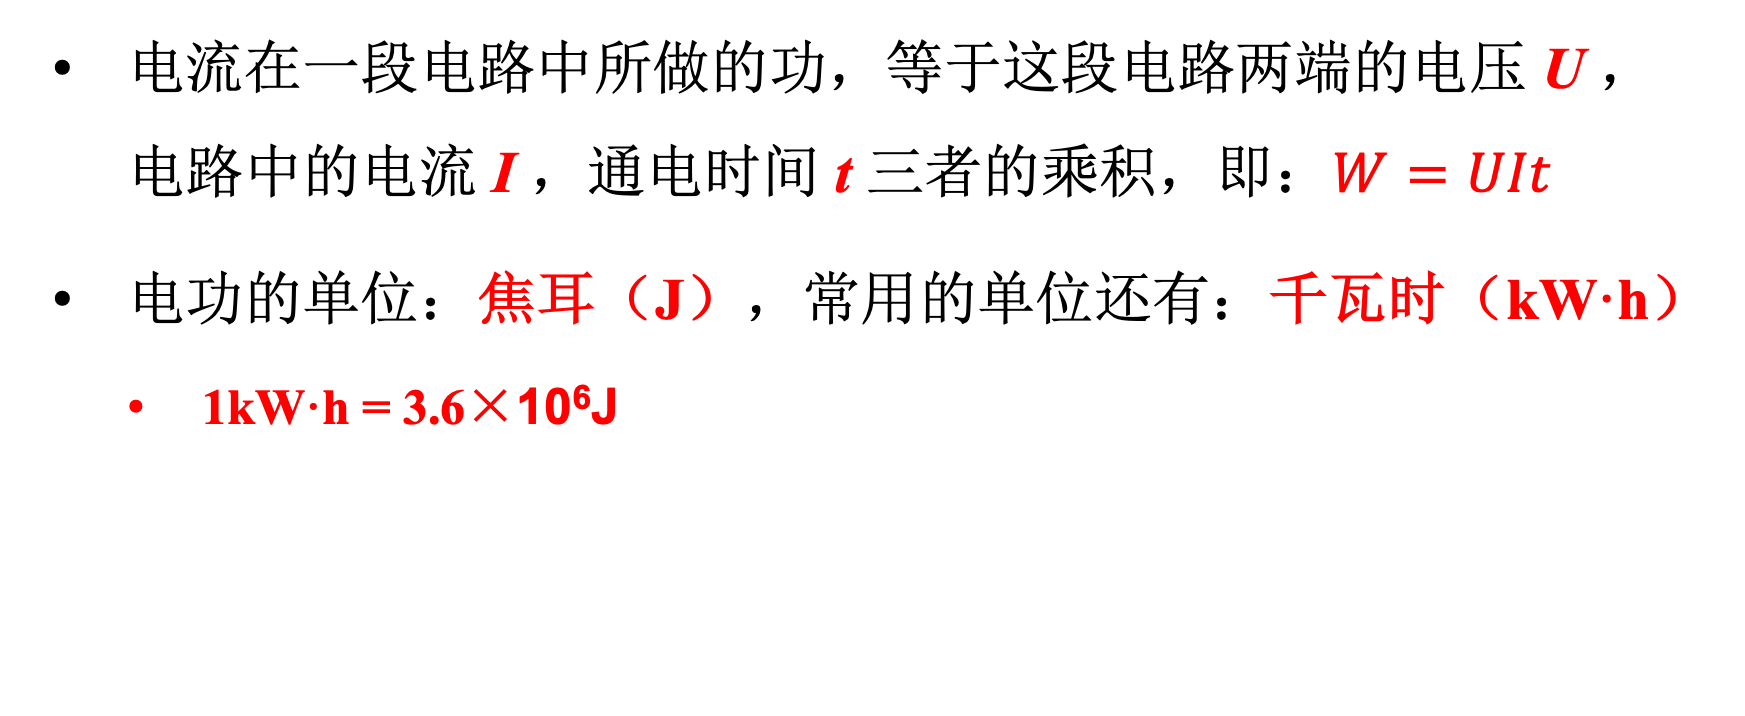 • 电流在一段电路中所做的功，等于这段电路两端的电压 U，
电路中的电流 I，通电时间 t 三者的乘积，即：W = UIt
• 电功的单位：焦耳（J），常用的单位还有：千瓦时（kW·h）
• 1kW·h = 3.6×10⁶J